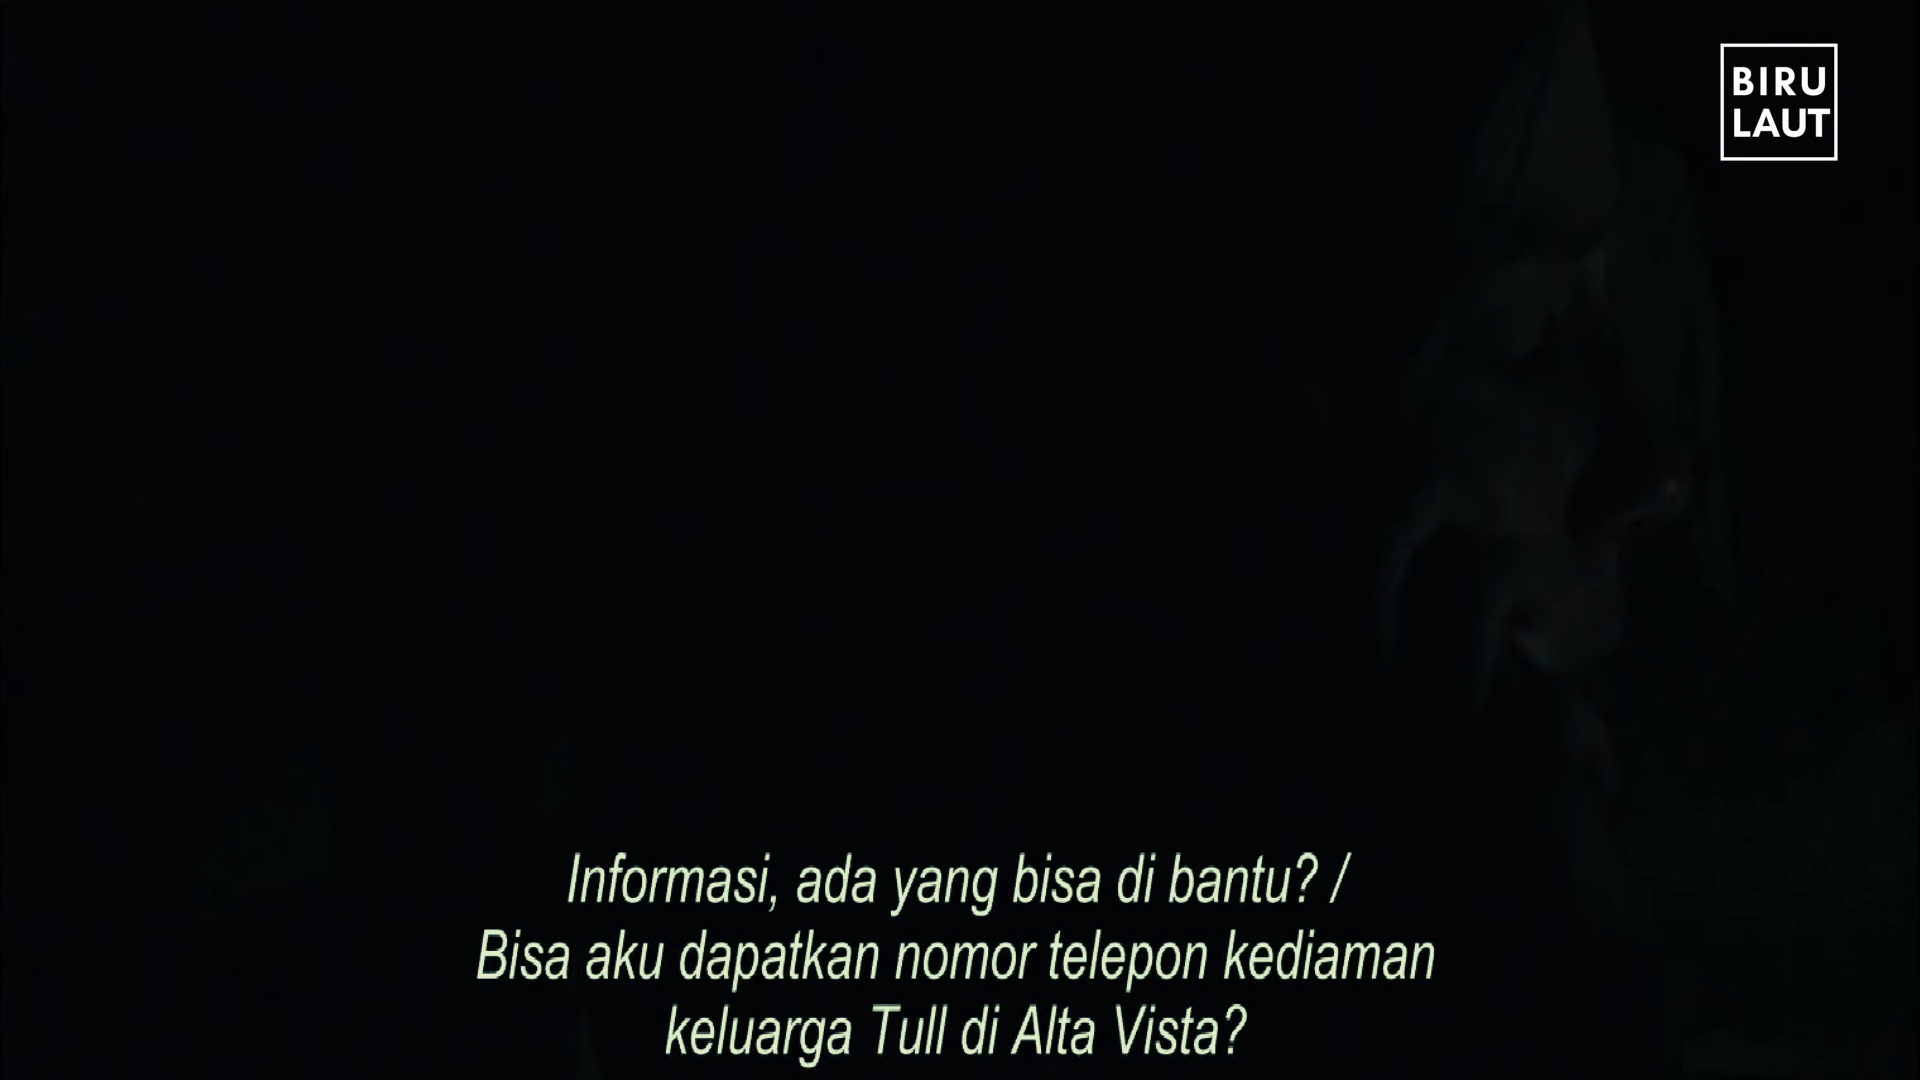 BIRU
LAUT
Informasi, ada yang bisa di bantu? /
Bisa aku dapatkan nomor telepon kediaman
keluarga Tull di Alta Vista?